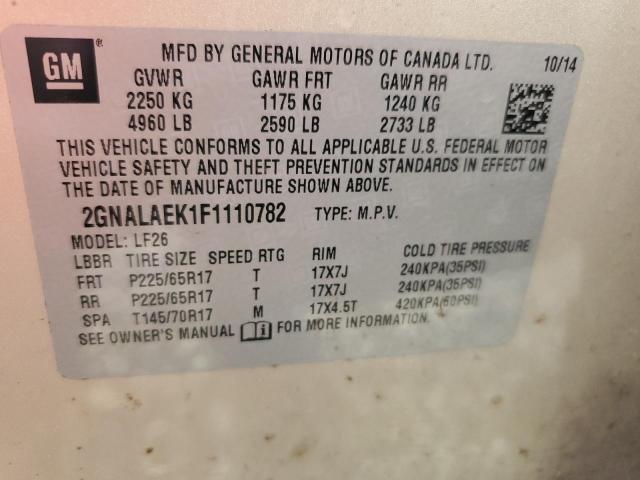 GM ®
MFD BY GENERAL MOTORS OF CANADA LTD. 10/14
GVWR GAWR FRT GAWR RR
2250 KG 1175 KG 1240 KG
4960 LB 2590 LB 2733 LB
THIS VEHICLE CONFORMS TO ALL APPLICABLE U.S. FEDERAL MOTOR
VEHICLE SAFETY AND THEFT PREVENTION STANDARDS IN EFFECT ON
THE DATE OF MANUFACTURE SHOWN ABOVE.
2GNALAEK1F1110782 TYPE: M.P.V.
MODEL: LF26
LBBR TIRE SIZE SPEED RTG RIM COLD TIRE PRESSURE
FRT P225/65R17 T 17X7J 240KPA(35PSI)
RR P225/65R17 T 17X7J 240KPA(35PSI)
SPA T145/70R17 M 17X4.5T 420KPA(60PSI)
SEE OWNER'S MANUAL FOR MORE INFORMATION.